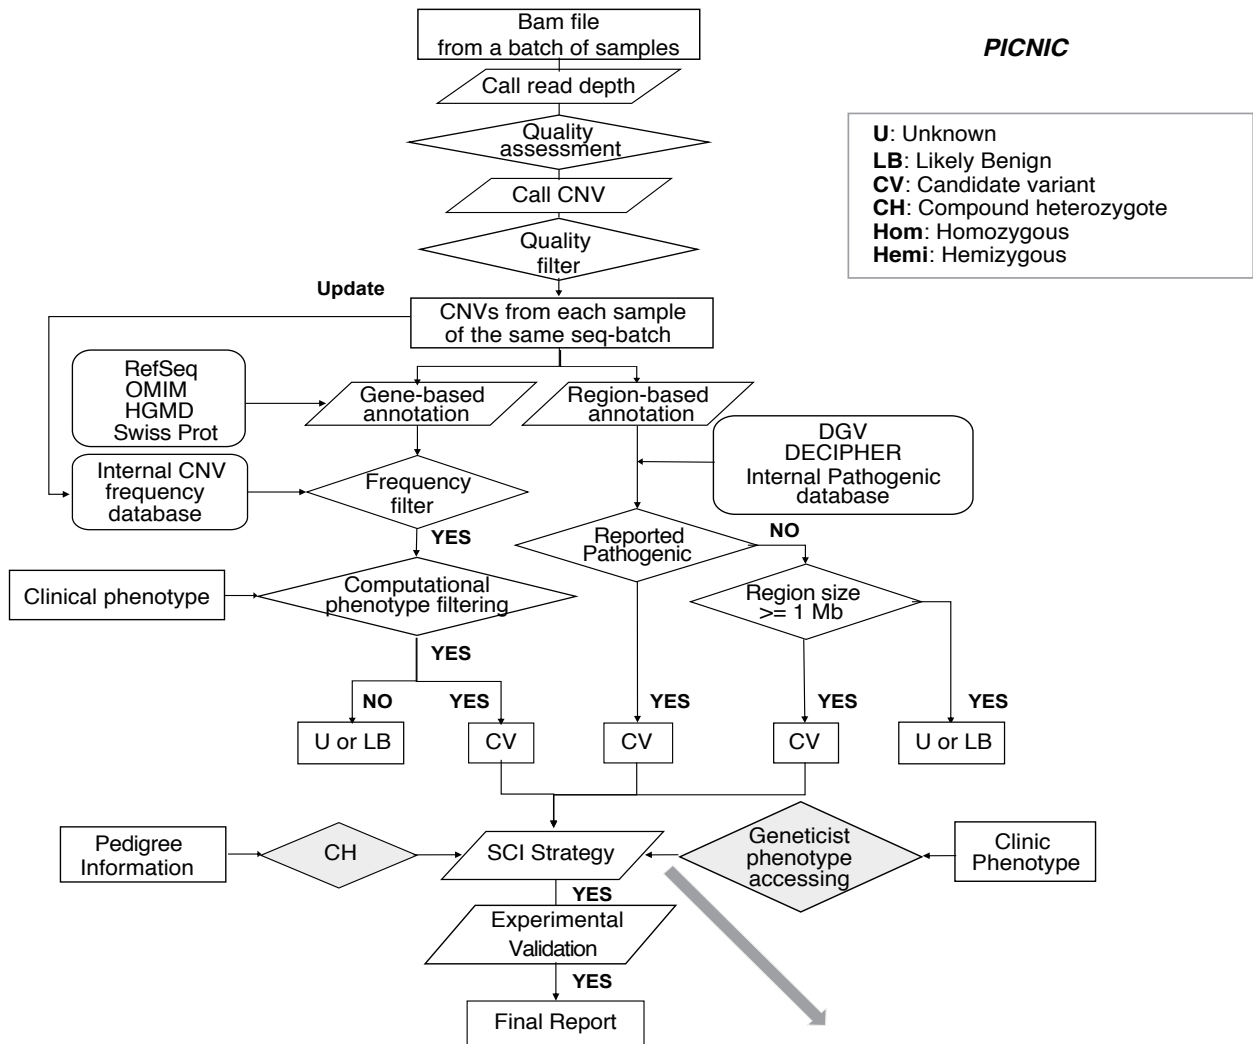 Bam file
from a batch of samples
PICNIC
Call read depth
Quality
assessment
Call CNV
Quality
filter
U: Unknown
LB: Likely Benign
CV: Candidate variant
CH: Compound heterozygote
Hom: Homozygous
Hemi: Hemizygous
Update
CNVs from each sample
of the same seq-batch
RefSeq
OMIM
HGMD
Swiss Prot
Gene-based
annotation
Region-based
annotation
DGV
DECIPHER
Internal Pathogenic
database
Internal CNV
frequency
database
Frequency
filter
YES
Reported
Pathogenic
NO
Clinical phenotype
Computational
phenotype filtering
Region size
>= 1 Mb
YES
NO
YES
YES
YES
YES
U or LB
CV
CV
CV
U or LB
Pedigree
Information
CH
SCI Strategy
Geneticist
phenotype
accessing
Clinic
Phenotype
YES
Experimental
Validation
YES
Final Report